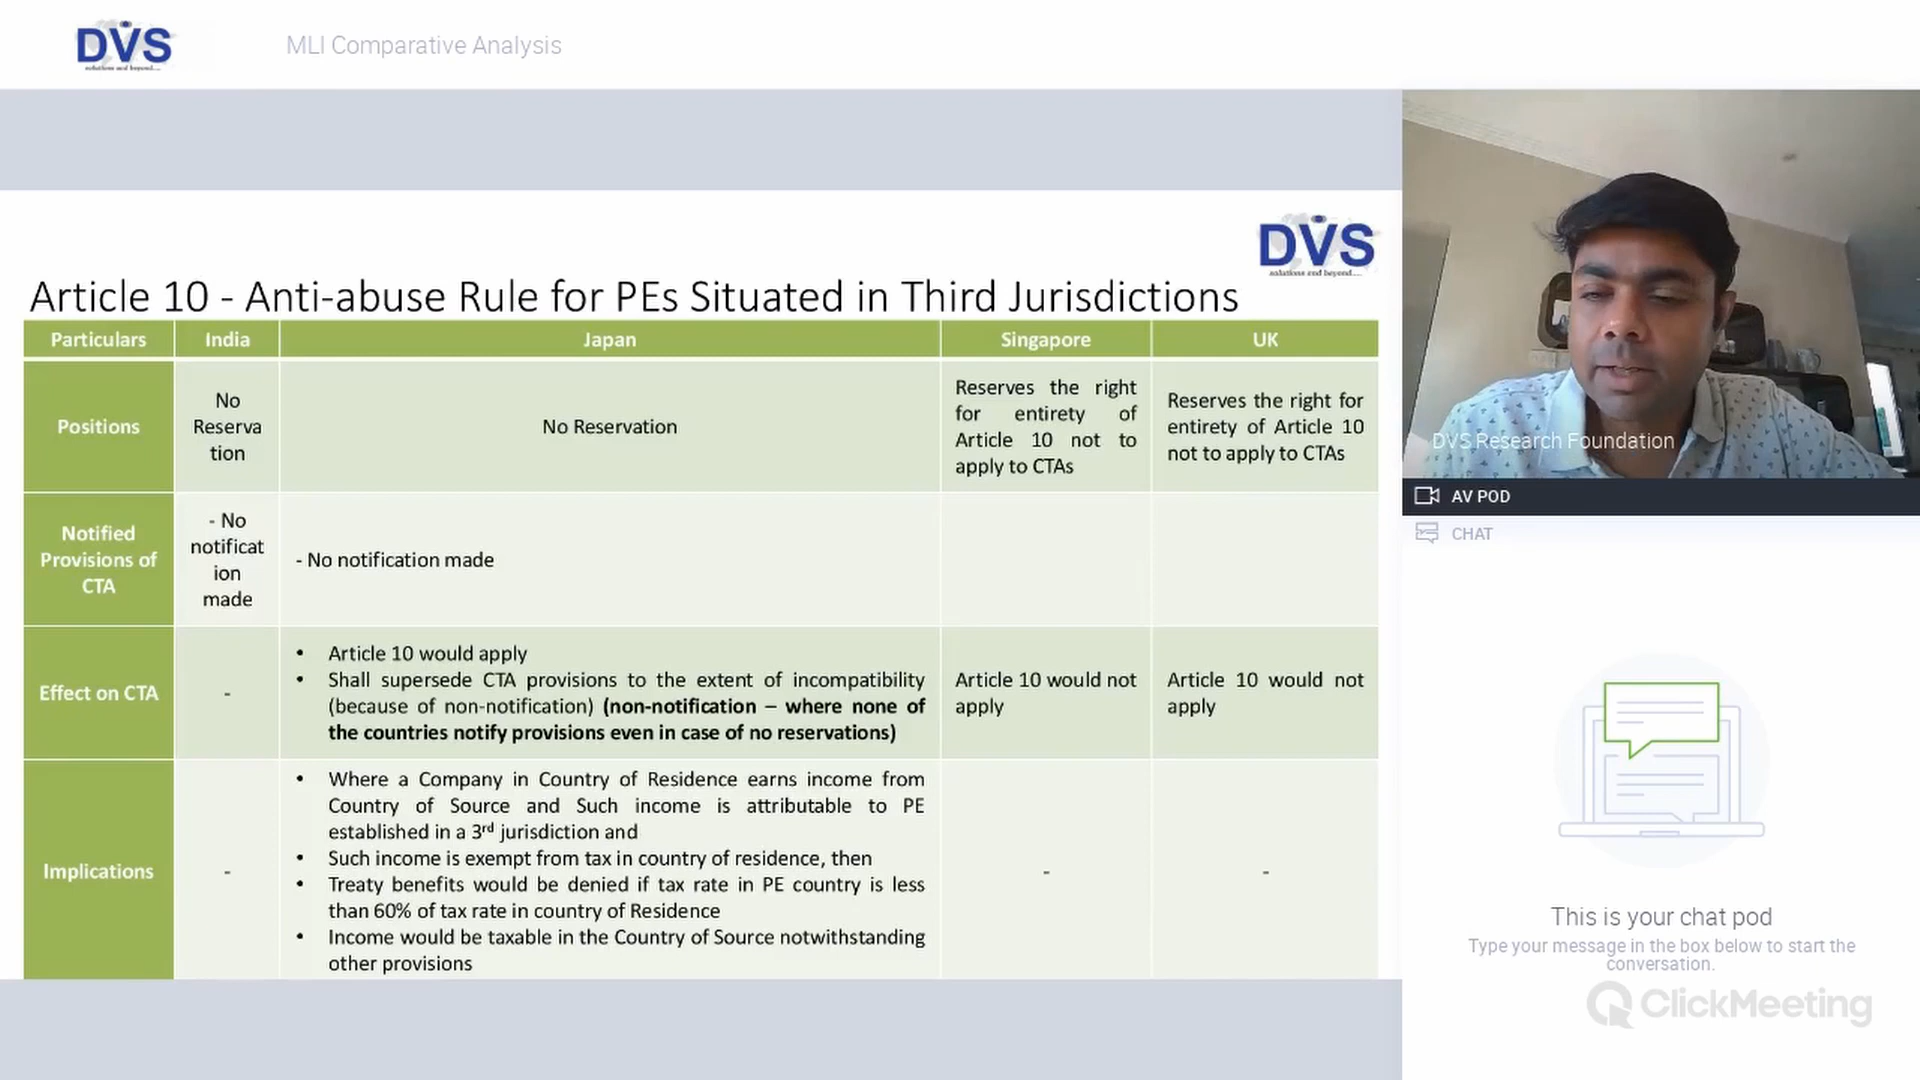 DVS
solutions and beyond....
MLI Comparative Analysis
DVS
solutions and beyond....
Article 10 - Anti-abuse Rule for PEs Situated in Third Jurisdictions
Particulars
India
Japan
Singapore
UK
Positions
No
Reserva
tion
No Reservation
Reserves the right
for entirety of
Article 10 not to
apply to CTAs
Reserves the right for
entirety of Article 10
not to apply to CTAs
Notified
Provisions of
CTA
- No
notificat
ion
made
- No notification made
Effect on CTA
-
• Article 10 would apply
• Shall supersede CTA provisions to the extent of incompatibility
(because of non-notification) (non-notification – where none of
the countries notify provisions even in case of no reservations)
Article 10 would not
apply
Article 10 would not
apply
Implications
-
• Where a Company in Country of Residence earns income from
Country of Source and Such income is attributable to PE
established in a 3rd jurisdiction and
• Such income is exempt from tax in country of residence, then
• Treaty benefits would be denied if tax rate in PE country is less
than 60% of tax rate in country of Residence
• Income would be taxable in the Country of Source notwithstanding
other provisions
-
-
DVS Research Foundation
AV POD
CHAT
This is your chat pod
Type your message in the box below to start the
conversation.
ClickMeeting